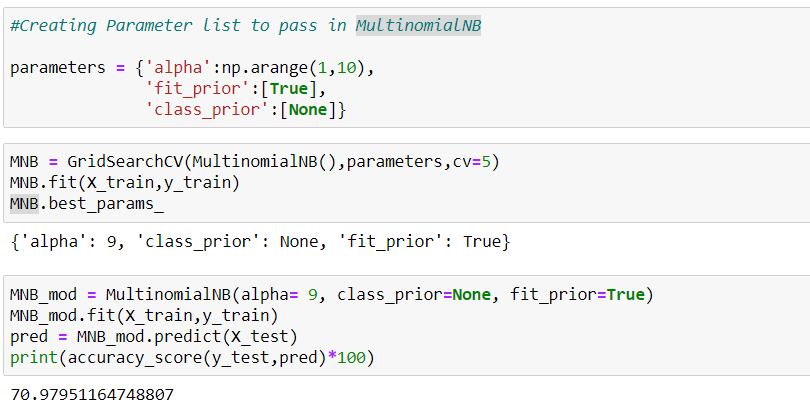 #Creating Parameter list to pass in MultinomialNB
parameters = {'alpha':np.arange(1,10),
'fit_prior':[True],
'class_prior':[None]}
MNB = GridSearchCV(MultinomialNB(),parameters,cv=5)
MNB.fit(X_train,y_train)
MNB.best_params_
{'alpha': 9, 'class_prior': None, 'fit_prior': True}
MNB_mod = MultinomialNB(alpha= 9, class_prior=None, fit_prior=True)
MNB_mod.fit(X_train,y_train)
pred = MNB_mod.predict(X_test)
print(accuracy_score(y_test,pred)*100)
70.97951164748807